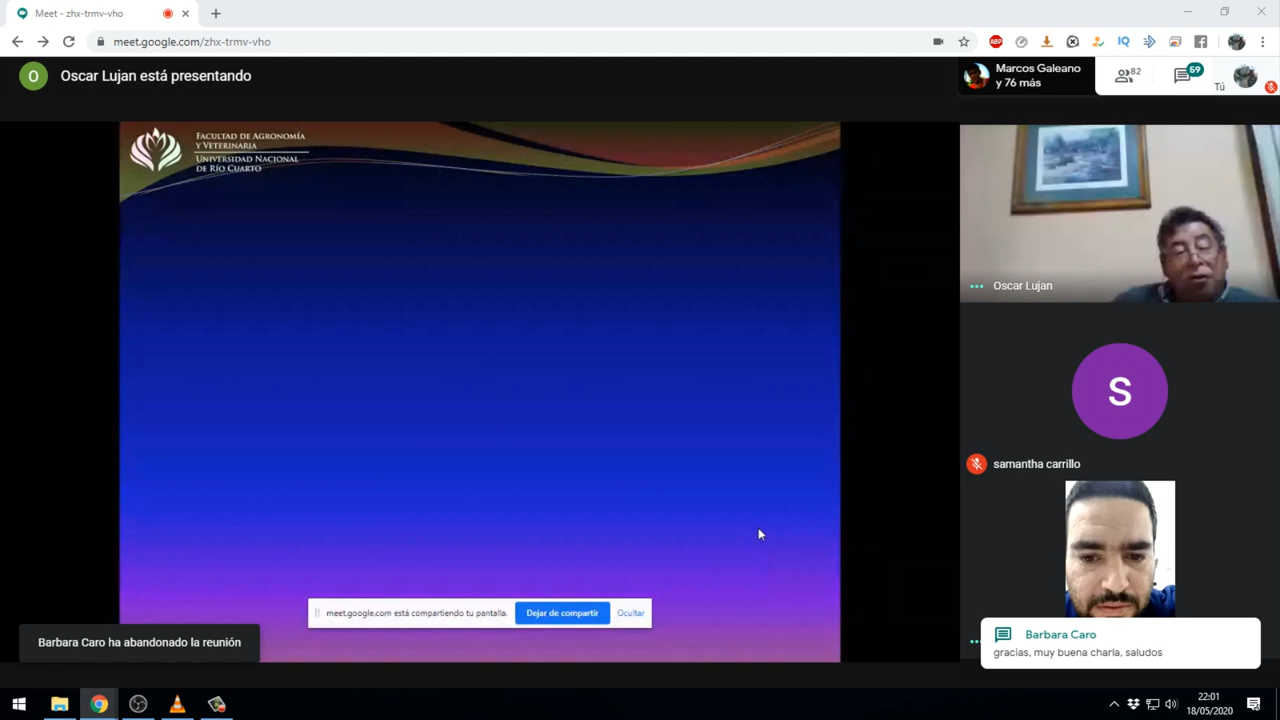 Meet - zhx-trmv-vho
meet.google.com/zhx-trmv-vho
ABP
IQ
O
Oscar Lujan está presentando
Marcos Galeano
y 76 más
82
59
Tú
FACULTAD DE AGRONOMÍA
Y VETERINARIA
UNIVERSIDAD NACIONAL
DE RÍO CUARTO
Oscar Lujan
S
samantha carrillo
meet.google.com está compartiendo tu pantalla.
Dejar de compartir
Ocultar
Barbara Caro ha abandonado la reunión
Barbara Caro
gracias, muy buena charla, saludos
22:01
18/05/2020